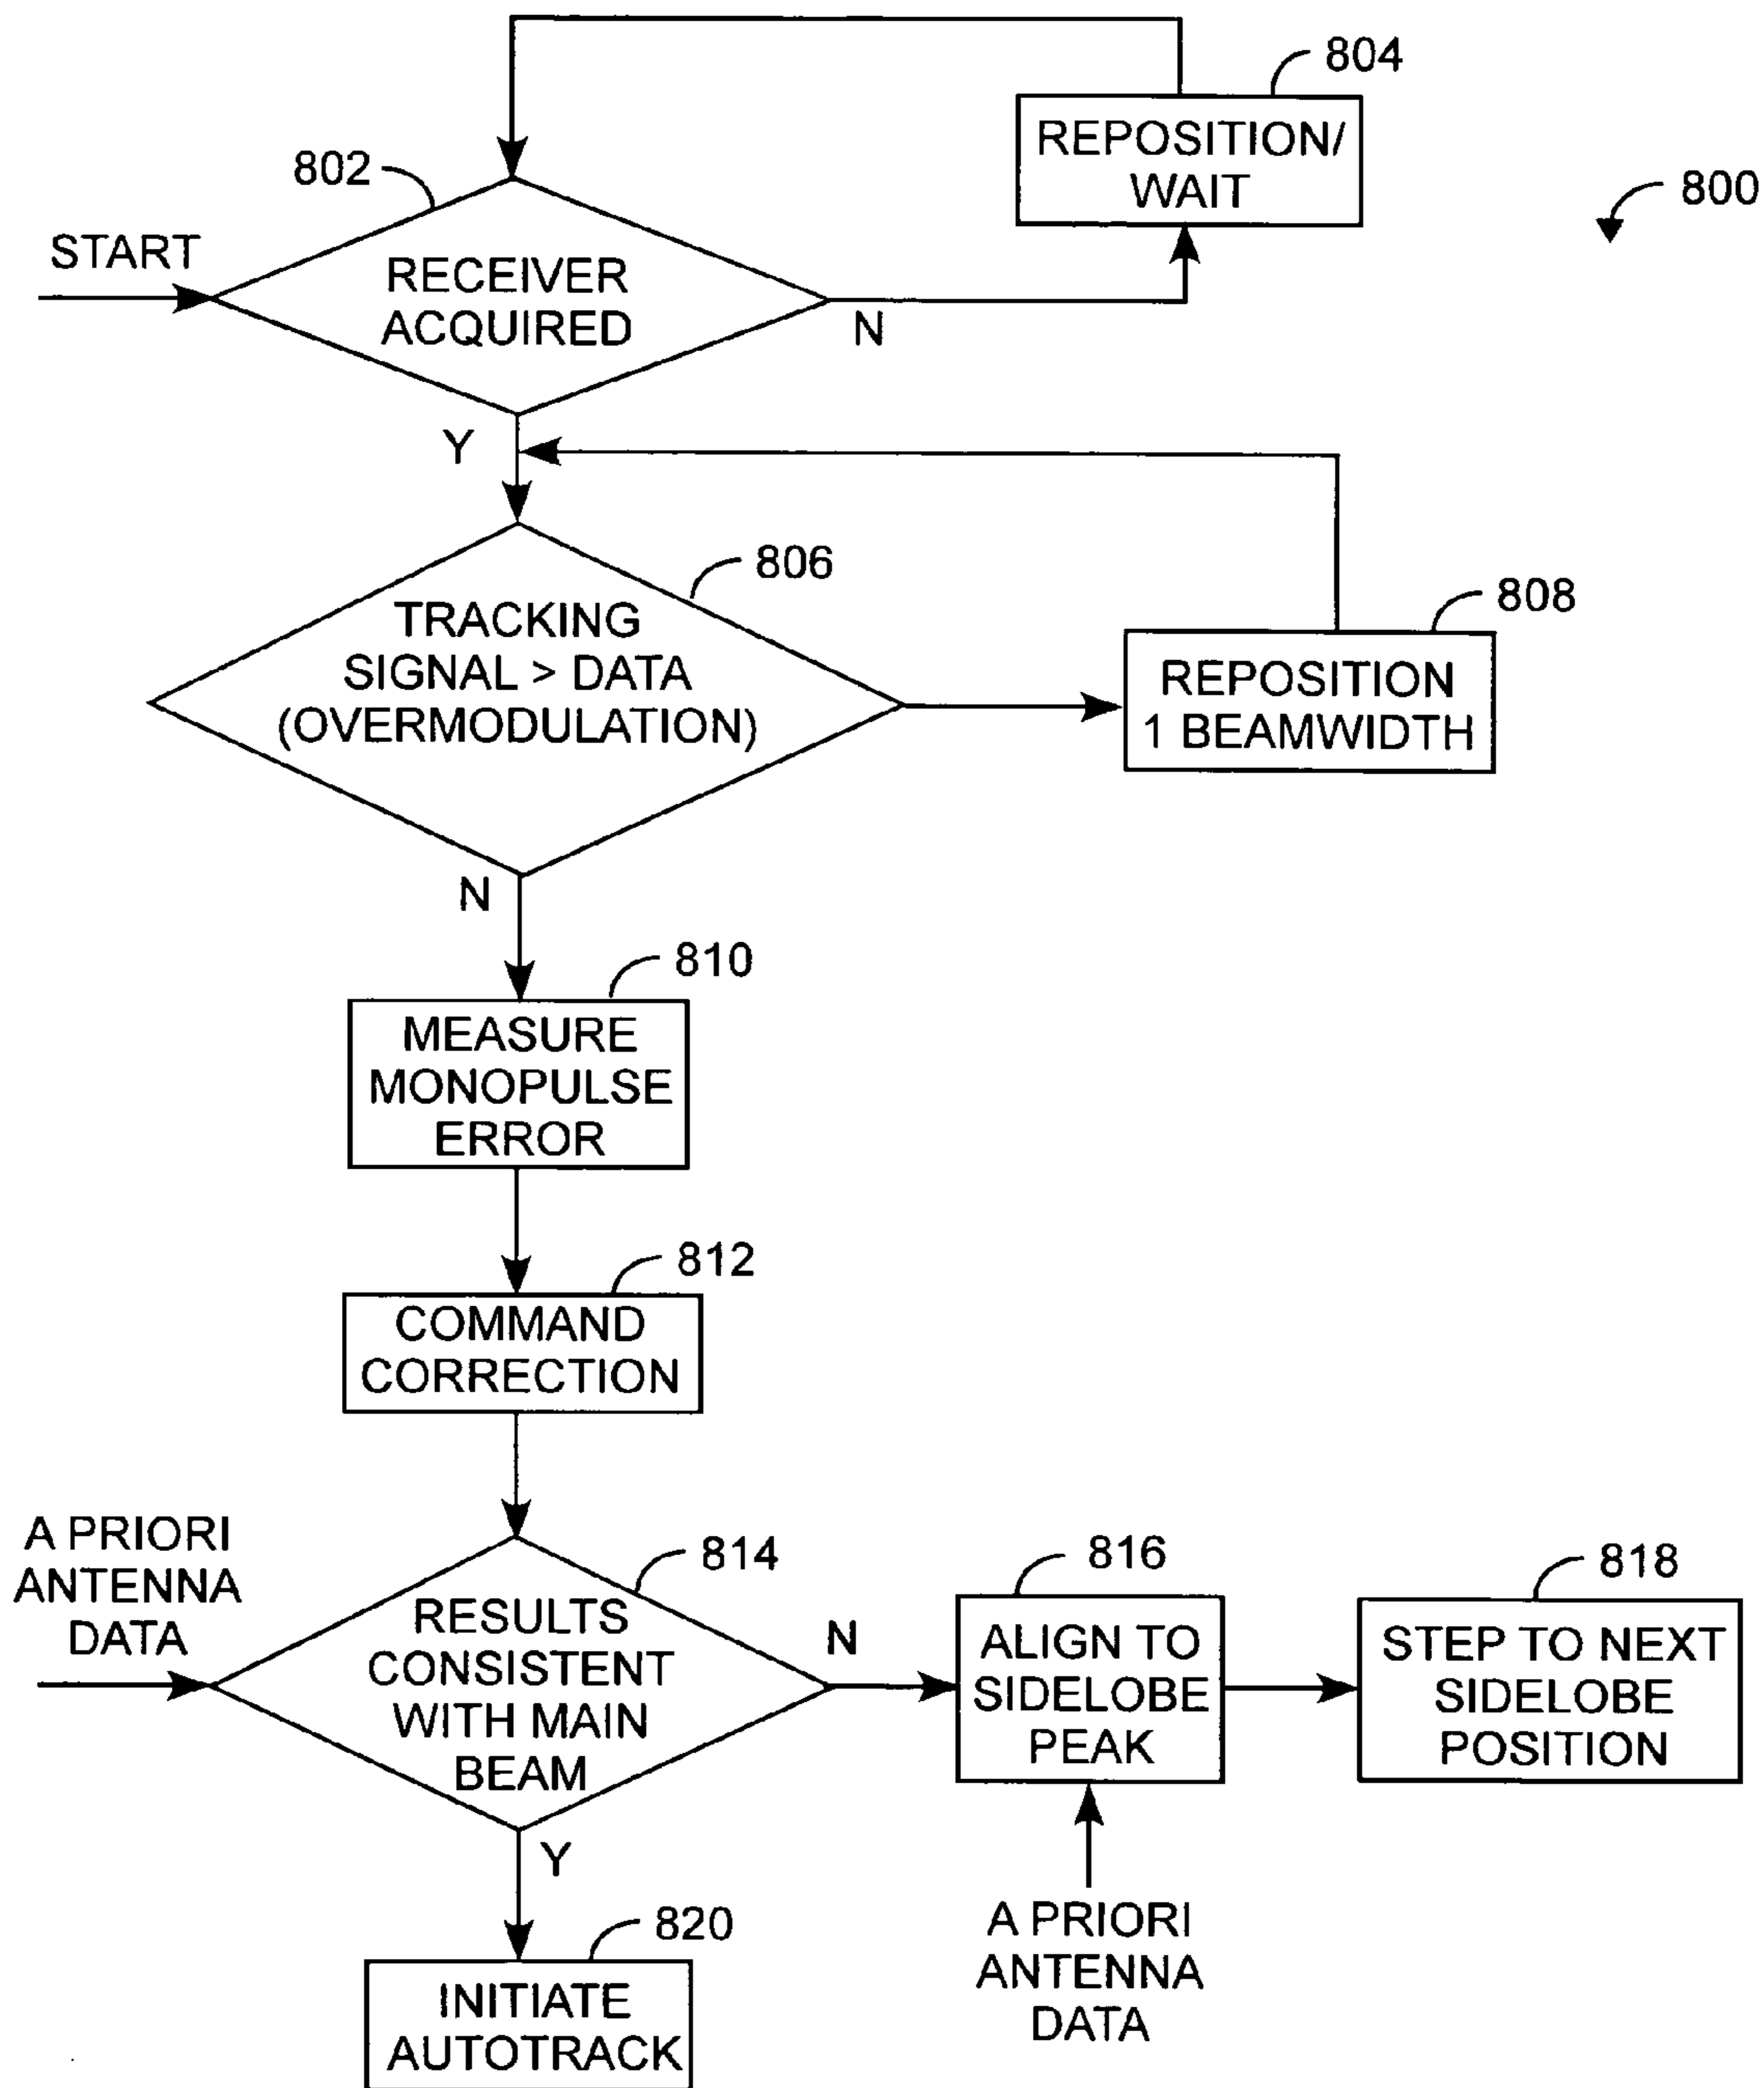 804
REPOSITION/
WAIT
800
802
START
RECEIVER
ACQUIRED
N
Y
806
TRACKING
SIGNAL > DATA
(OVERMODULATION)
808
REPOSITION
1 BEAMWIDTH
N
810
MEASURE
MONOPULSE
ERROR
812
COMMAND
CORRECTION
A PRIORI
ANTENNA
DATA
814
RESULTS
CONSISTENT
WITH MAIN
BEAM
N
816
ALIGN TO
SIDELOBE
PEAK
818
STEP TO NEXT
SIDELOBE
POSITION
Y
A PRIORI
ANTENNA
DATA
820
INITIATE
AUTOTRACK